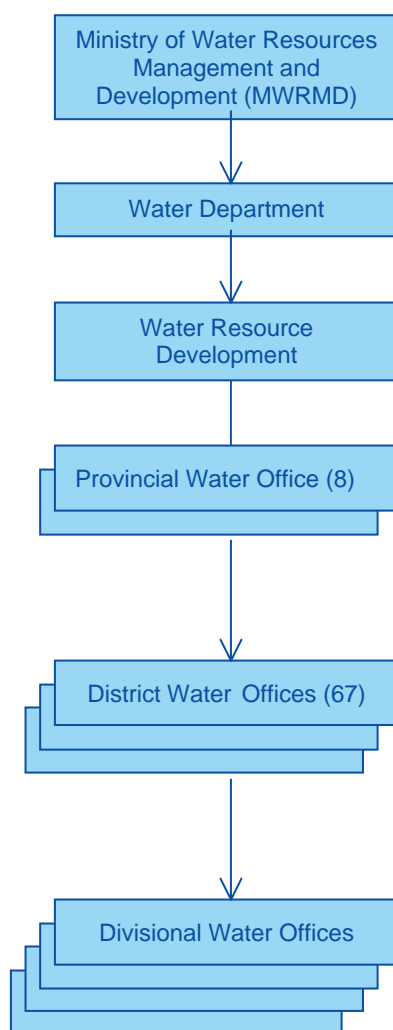 Ministry of Water Resources
Management and
Development (MWRMD)
Water Department
Water Resource
Development
Provincial Water Office (8)
District Water Offices (67)
Divisional Water Offices